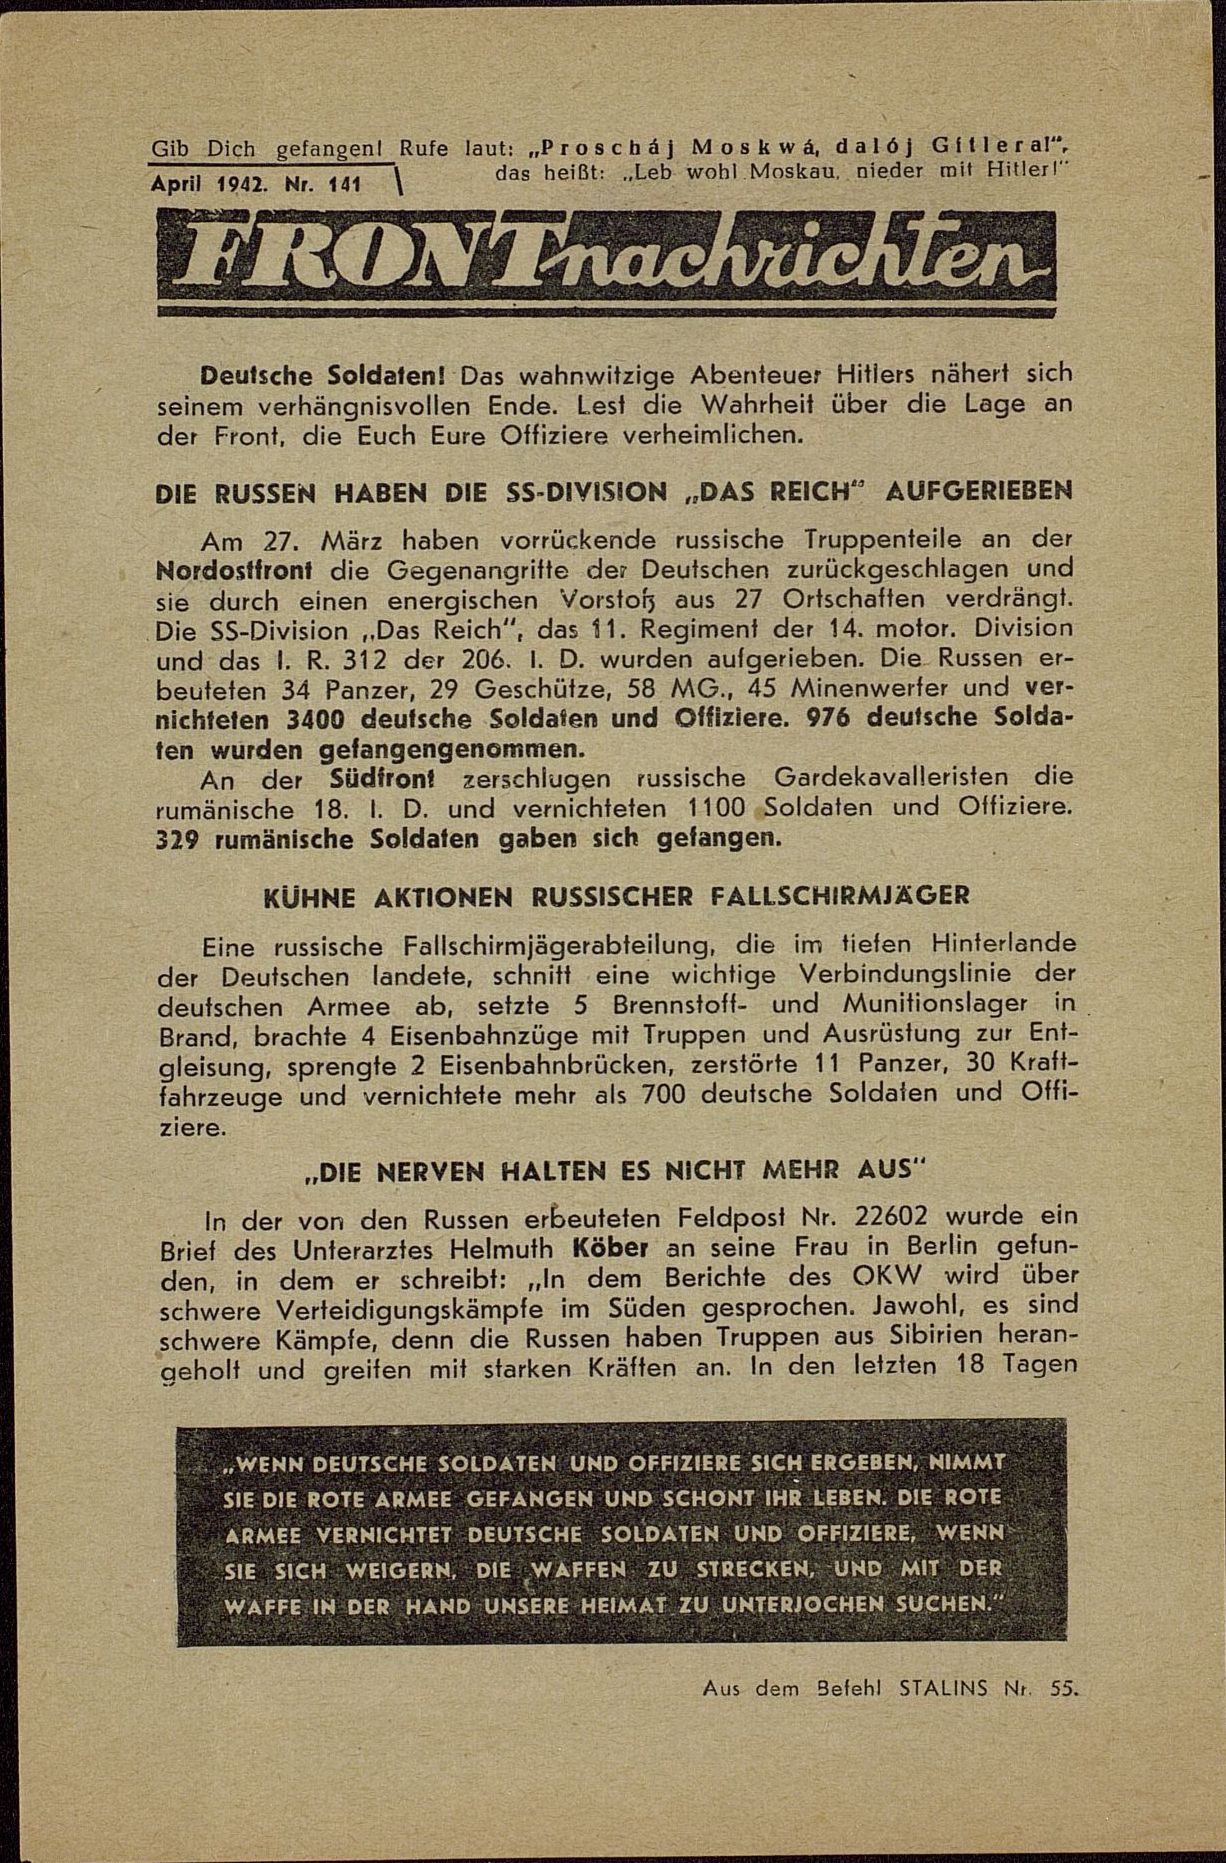 Gib Dich gefangen! Rufe laut: „Proscháj Moskwá, dalój Gítlera!“,
April 1942. Nr. 141
das heißt: „Leb wohl Moskau, nieder mit Hitler!“
FRONTnachrichten
Deutsche Soldaten! Das wahnwitzige Abenteuer Hitlers nähert sich
seinem verhängnisvollen Ende. Lest die Wahrheit über die Lage an
der Front, die Euch Eure Offiziere verheimlichen.
DIE RUSSEN HABEN DIE SS-DIVISION „DAS REICH“ AUFGERIEBEN
Am 27. März haben vorrückende russische Truppenteile an der
Nordostfront die Gegenangriffe der Deutschen zurückgeschlagen und
sie durch einen energischen Vorstoß aus 27 Ortschaften verdrängt.
Die SS-Division „Das Reich“, das 11. Regiment der 14. motor. Division
und das I. R. 312 der 206. I. D. wurden aufgerieben. Die Russen er-
beuteten 34 Panzer, 29 Geschütze, 58 MG., 45 Minenwerfer und ver-
nichteten 3400 deutsche Soldaten und Offiziere. 976 deutsche Solda-
ten wurden gefangengenommen.
An der Südfront zerschlugen russische Gardekavalleristen die
rumänische 18. I. D. und vernichteten 1100 Soldaten und Offiziere.
329 rumänische Soldaten gaben sich gefangen.
KÜHNE AKTIONEN RUSSISCHER FALLSCHIRMJÄGER
Eine russische Fallschirmjägerabteilung, die im tiefen Hinterlande
der Deutschen landete, schnitt eine wichtige Verbindungslinie der
deutschen Armee ab, setzte 5 Brennstoff- und Munitionslager in
Brand, brachte 4 Eisenbahnzüge mit Truppen und Ausrüstung zur Ent-
gleisung, sprengte 2 Eisenbahnbrücken, zerstörte 11 Panzer, 30 Kraft-
fahrzeuge und vernichtete mehr als 700 deutsche Soldaten und Offi-
ziere.
„DIE NERVEN HALTEN ES NICHT MEHR AUS“
In der von den Russen erbeuteten Feldpost Nr. 22602 wurde ein
Brief des Unterarztes Helmuth Köber an seine Frau in Berlin gefun-
den, in dem er schreibt: „In dem Berichte des OKW wird über
schwere Verteidigungskämpfe im Süden gesprochen. Jawohl, es sind
schwere Kämpfe, denn die Russen haben Truppen aus Sibirien heran-
geholt und greifen mit starken Kräften an. In den letzten 18 Tagen
„WENN DEUTSCHE SOLDATEN UND OFFIZIERE SICH ERGEBEN, NIMMT
SIE DIE ROTE ARMEE GEFANGEN UND SCHONT IHR LEBEN. DIE ROTE
ARMEE VERNICHTET DEUTSCHE SOLDATEN UND OFFIZIERE, WENN
SIE SICH WEIGERN, DIE WAFFEN ZU STRECKEN, UND MIT DER
WAFFE IN DER HAND UNSERE HEIMAT ZU UNTERJOCHEN SUCHEN.“
Aus dem Befehl STALINS Nr. 55.